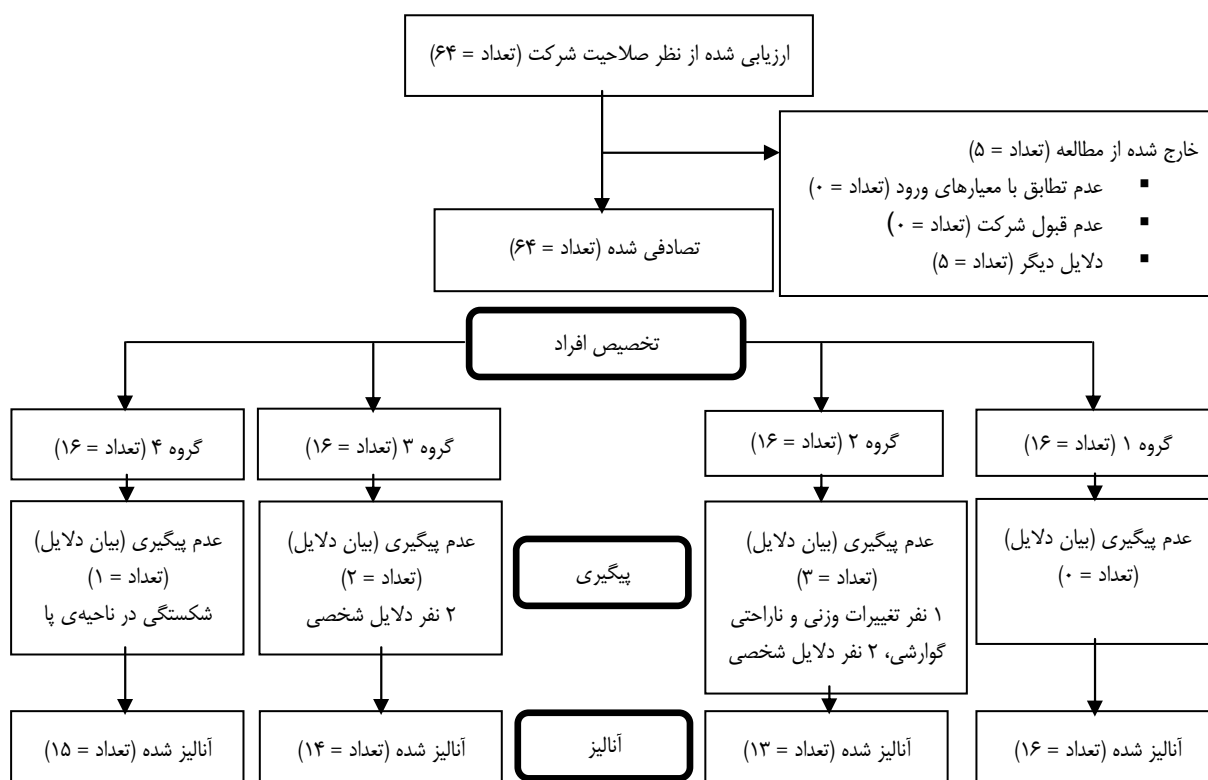 ارزیابی شده از نظر صلاحیت شرکت (تعداد = ۶۴)
خارج شده از مطالعه (تعداد = ۵)
▪ عدم تطابق با معیارهای ورود (تعداد = ۰)
▪ عدم قبول شرکت (تعداد = ۰)
▪ دلایل دیگر (تعداد = ۵)
تصادفی شده (تعداد = ۶۴)
تخصیص افراد
گروه ۱ (تعداد = ۱۶)
گروه ۲ (تعداد = ۱۶)
گروه ۳ (تعداد = ۱۶)
گروه ۴ (تعداد = ۱۶)
عدم پیگیری (بیان دلایل)
(تعداد = ۰)
عدم پیگیری (بیان دلایل)
(تعداد = ۳)
۱ نفر تغییرات وزنی و ناراحتی
گوارشی، ۲ نفر دلایل شخصی
پیگیری
عدم پیگیری (بیان دلایل)
(تعداد = ۲)
۲ نفر دلایل شخصی
عدم پیگیری (بیان دلایل)
(تعداد = ۱)
شکستگی در ناحیه‌ی پا
آنالیز شده (تعداد = ۱۶)
آنالیز شده (تعداد = ۱۳)
آنالیز
آنالیز شده (تعداد = ۱۴)
آنالیز شده (تعداد = ۱۵)